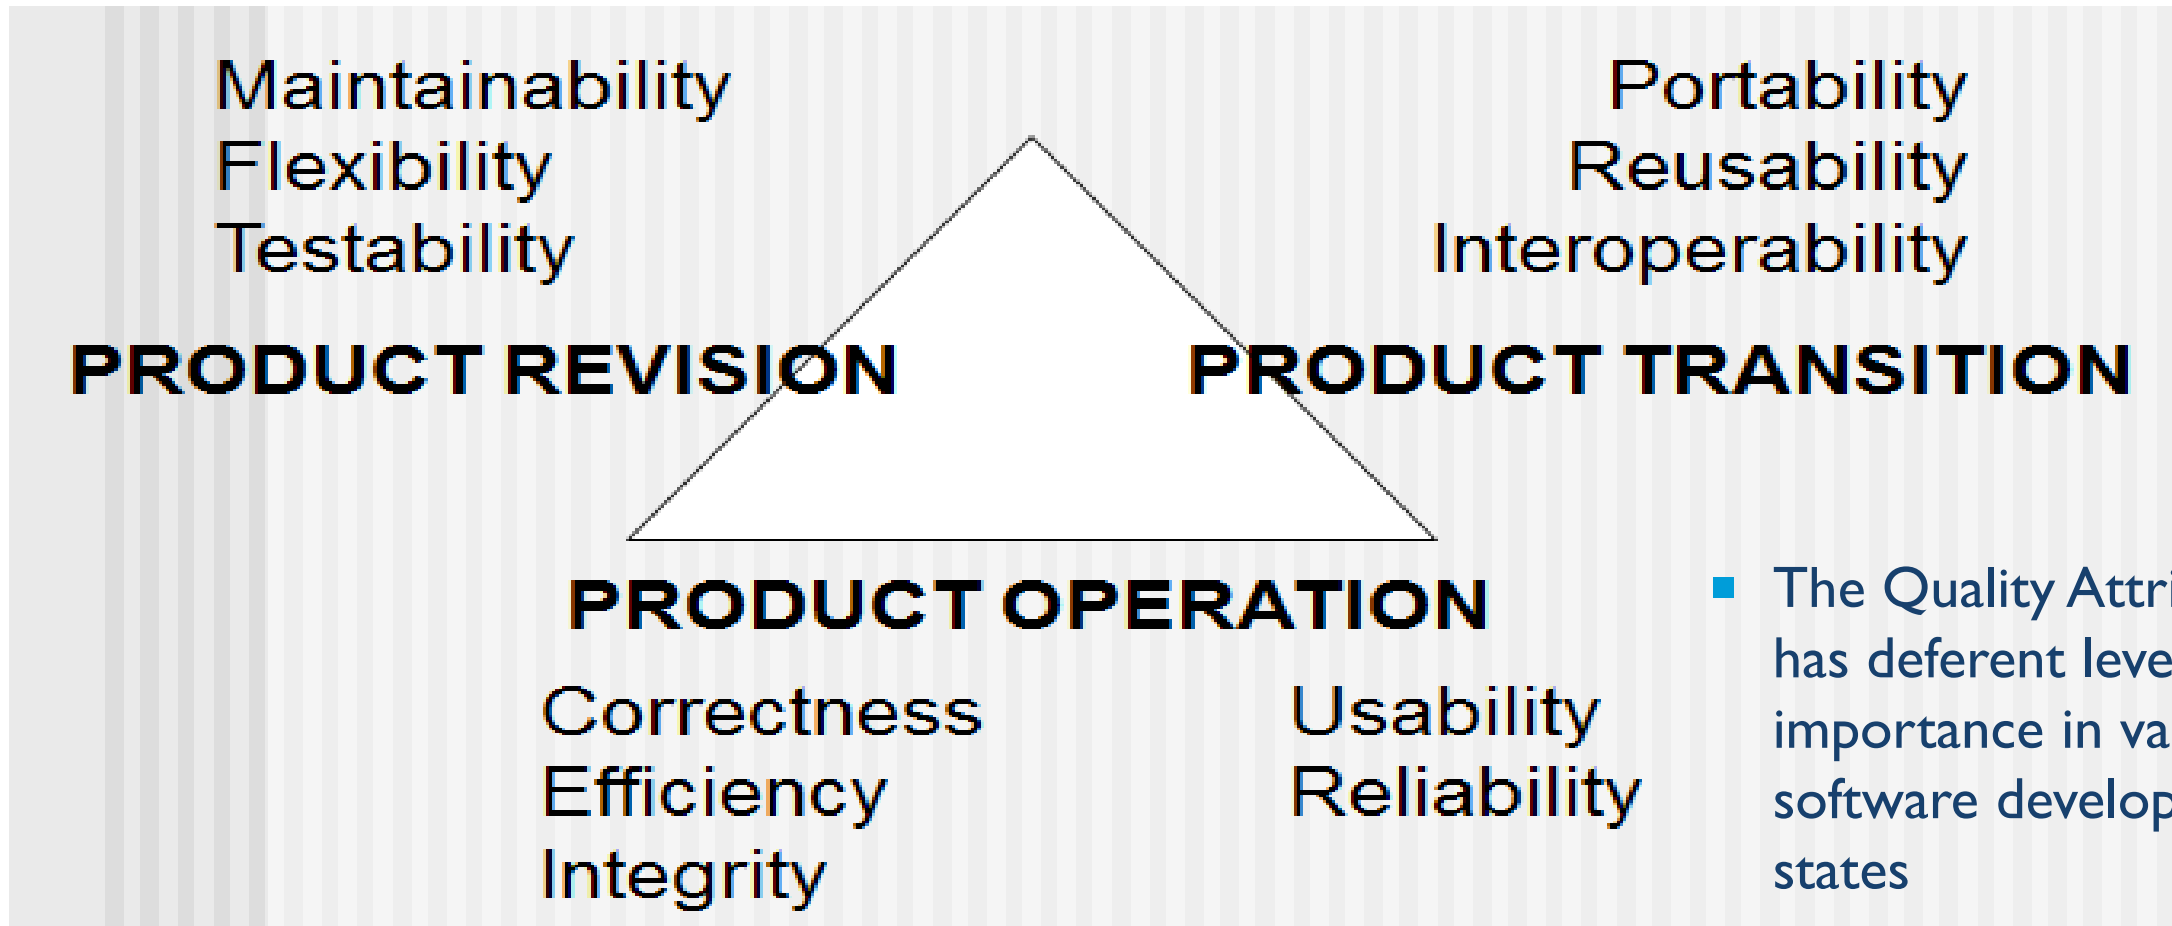 Maintainability
Flexibility
Testability
PRODUCT REVISION
Portability
Reusability
Interoperability
PRODUCT TRANSITION
PRODUCT OPERATION
Correctness
Efficiency
Integrity
Usability
Reliability
The Quality
has deferent
importance in
software
states